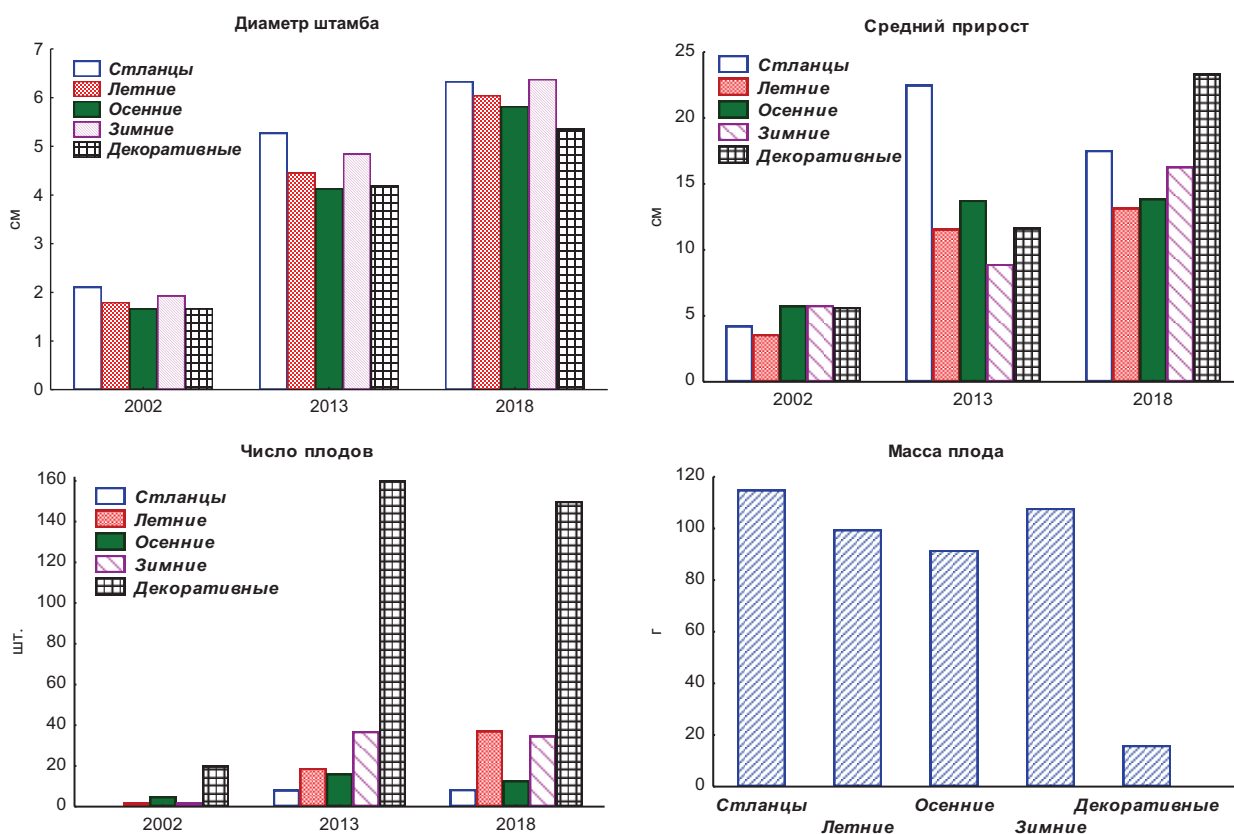 Диаметр штамба
7
6
5
4
3
2
1
0
см
Стланцы
Летние
Осенние
Зимние
Декоративные
2002 2013 2018
Средний прирост
25
20
15
10
5
0
см
Стланцы
Летние
Осенние
Зимние
Декоративные
2002 2013 2018
Число плодов
160
140
120
100
80
60
40
20
0
шт.
Стланцы
Летние
Осенние
Зимние
Декоративные
2002 2013 2018
Масса плода
120
100
80
60
40
20
0
г
Стланцы Осенние Декоративные
Летние Зимние